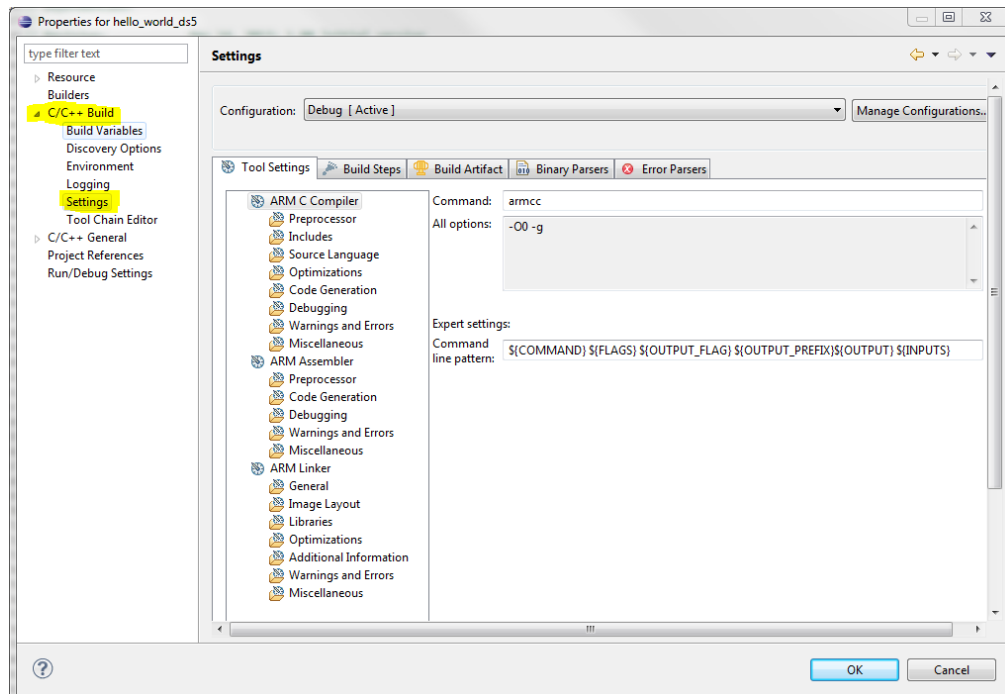 Properties for hello_world_ds5
type filter text
Resource
Builders
C/C++ Build
Build Variables
Discovery Options
Environment
Logging
Settings
Tool Chain Editor
C/C++ General
Project References
Run/Debug Settings
Settings
Configuration: Debug [ Active ]
Manage Configurations..
Tool Settings
Build Steps
Build Artifact
Binary Parsers
Error Parsers
ARM C Compiler
Preprocessor
Includes
Source Language
Optimizations
Code Generation
Debugging
Warnings and Errors
Miscellaneous
ARM Assembler
Preprocessor
Code Generation
Debugging
Warnings and Errors
Miscellaneous
ARM Linker
General
Image Layout
Libraries
Optimizations
Additional Information
Warnings and Errors
Miscellaneous
Command: armcc
All options: -O0 -g
Expert settings:
Command
line pattern: ${COMMAND} ${FLAGS} ${OUTPUT_FLAG} ${OUTPUT_PREFIX}${OUTPUT} ${INPUTS}
OK
Cancel